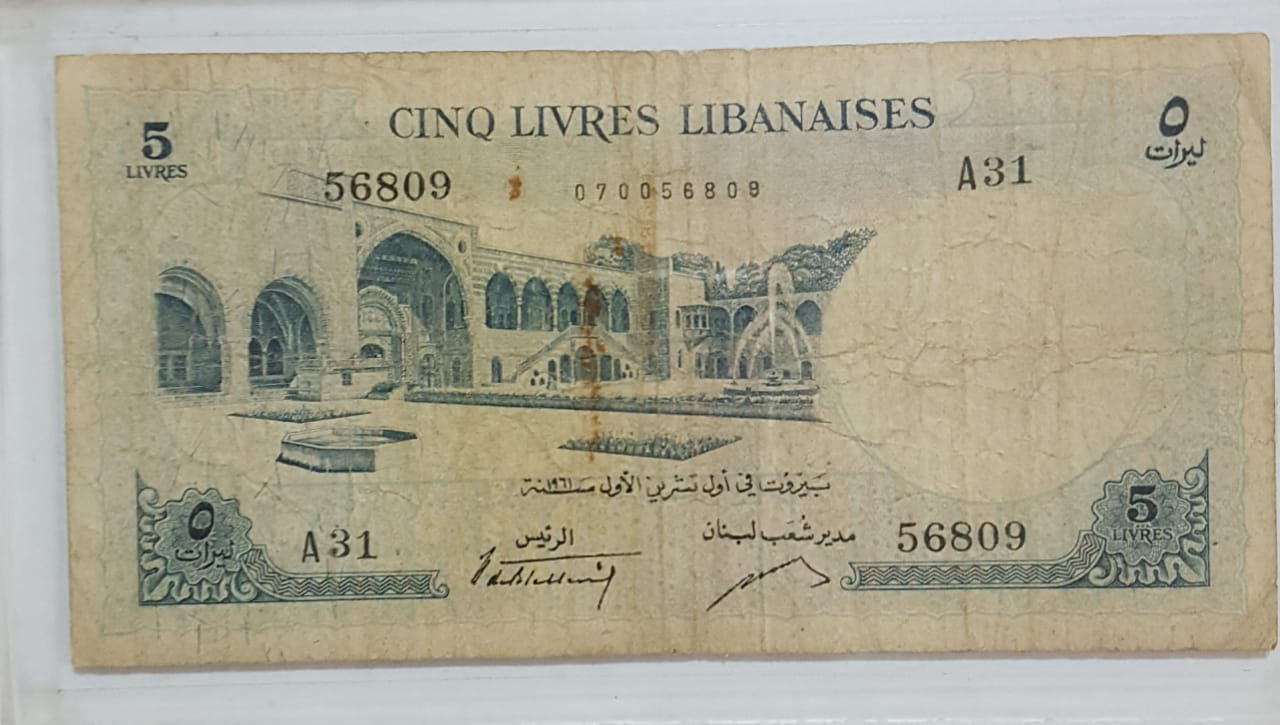 CINQ LIVRES LIBANAISES
5
LIVRES
٥
ليرات
56809
070056809
A31
بيروت في أول تشرين الأول سنة ١٩٦١
الرئيس
مدير شعب لبنان
٥
ليرات
A31
56809
5
LIVRES